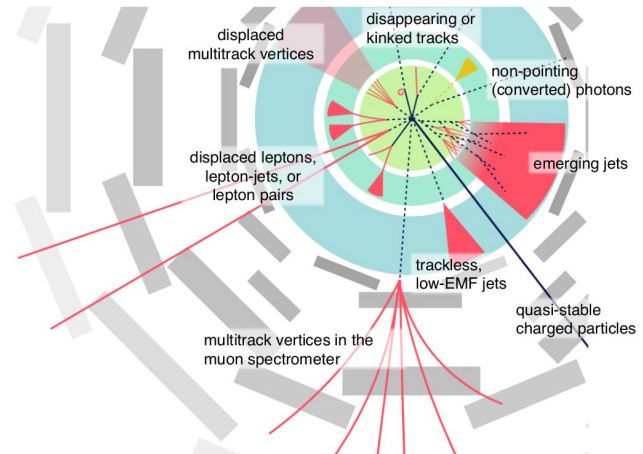 disappearing or
kinked tracks
displaced
multitrack vertices
non-pointing
(converted) photons
displaced leptons,
lepton-jets, or
lepton pairs
emerging jets
trackless,
low-EMF jets
quasi-stable
charged particles
multitrack vertices in the
muon spectrometer